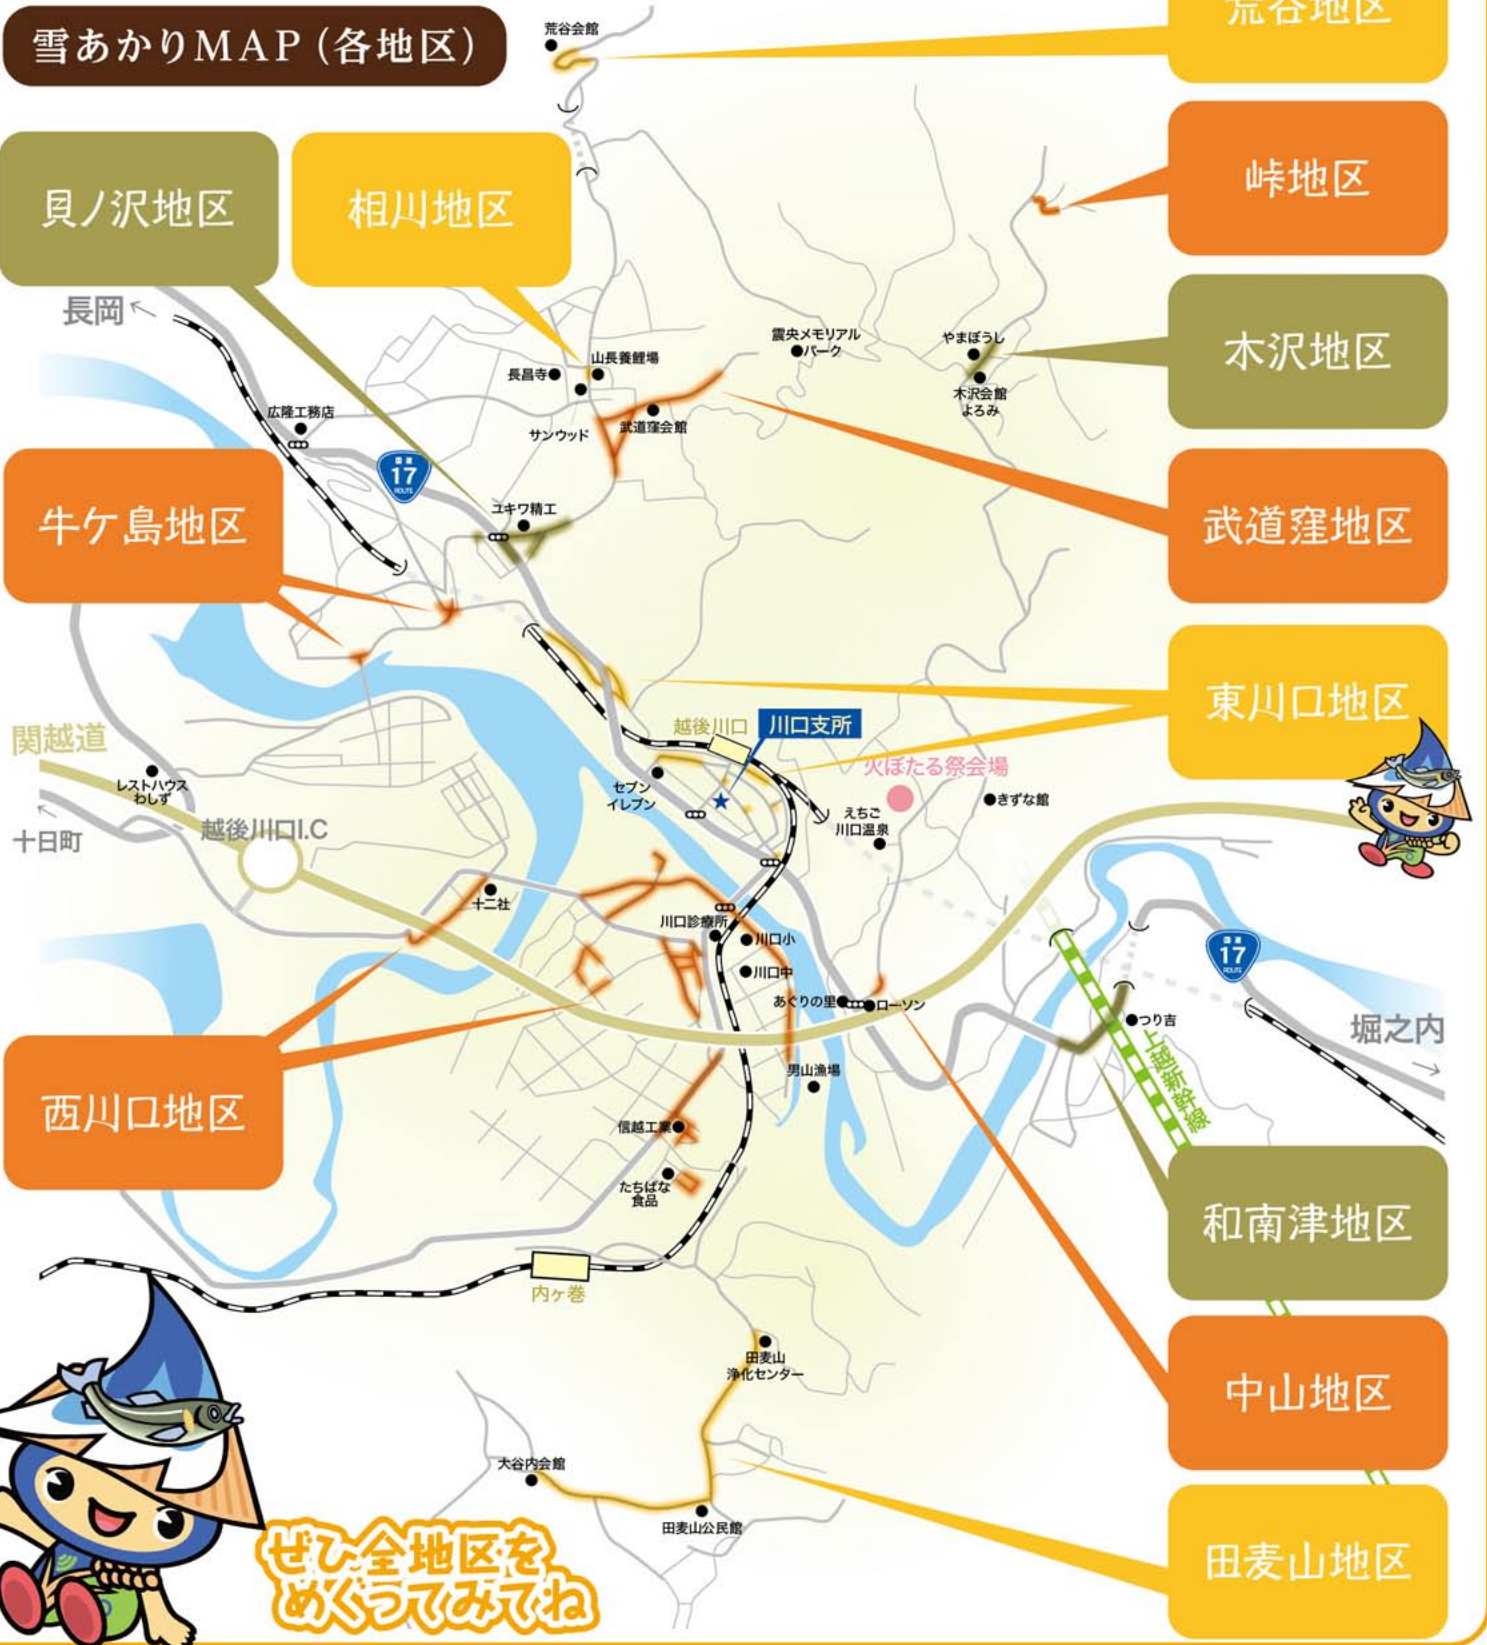 雪あかりMAP(各地区)
荒谷会館
荒谷地区
貝ノ沢地区
相川地区
峠地区
長岡
震央メモリアル
パーク
やまぼうし
木沢会館
よろみ
木沢地区
山長養鯉場
長昌寺
サンウッド
武道窪会館
広隆工務店
国道
17
ROUTE
ユキワ精工
牛ケ島地区
武道窪地区
東川口地区
関越道
レストハウス
わしず
十日町
越後川口I.C
越後川口
川口支所
セブン
イレブン
火ぼたる祭会場
きずな館
えちご
川口温泉
十二社
川口診療所
川口小
川口中
あぐりの里
ローソン
国道
17
ROUTE
つり吉
堀之内
上越新幹線
西川口地区
男山漁場
信越工業
たちばな
食品
和南津地区
内ヶ巻
中山地区
田麦山
浄化センター
大谷内会館
田麦山公民館
田麦山地区
ぜひ全地区を
めぐってみてね